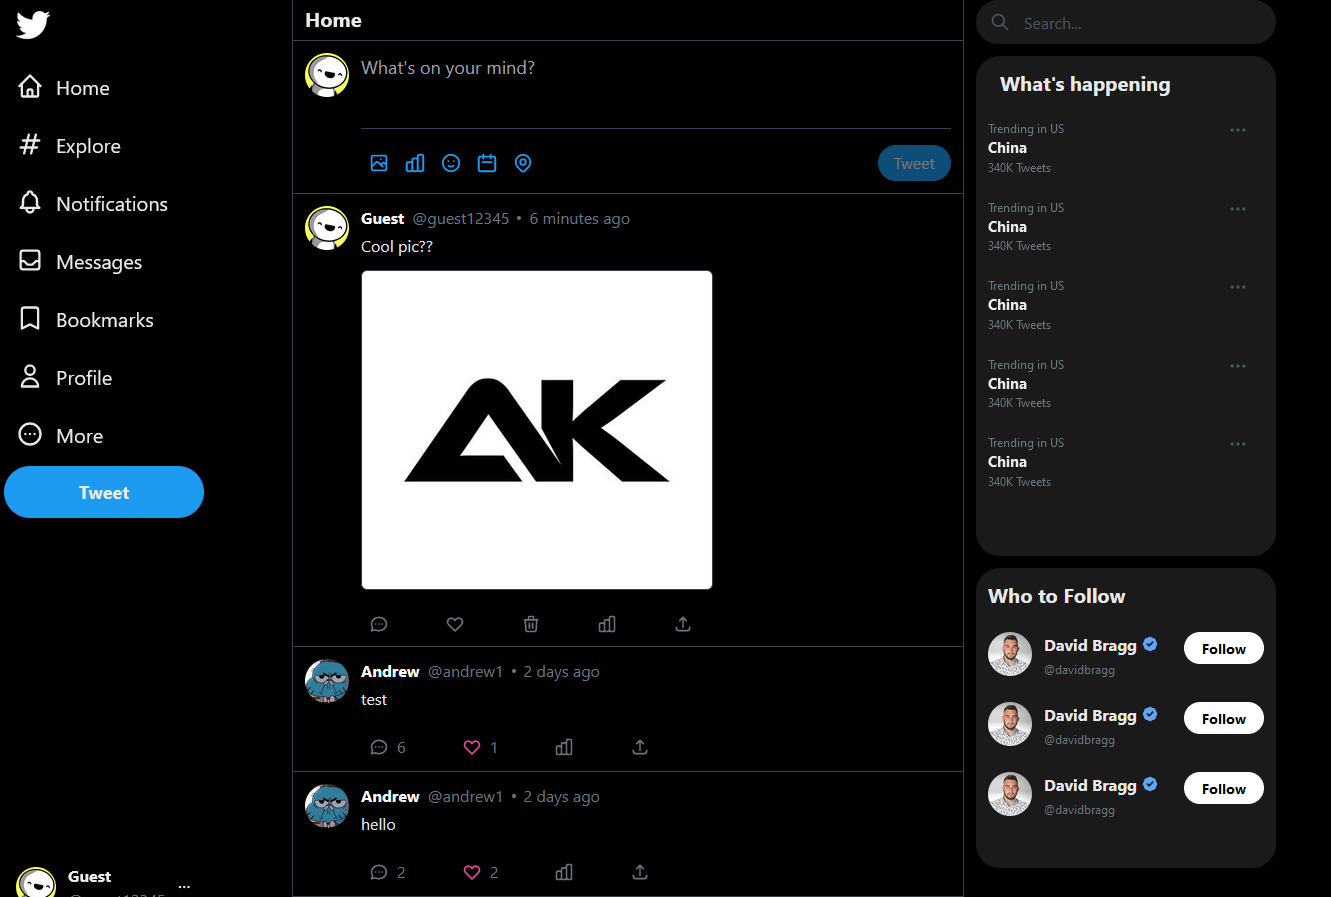 Home
Explore
Notifications
Messages
Bookmarks
Profile
More
Tweet
Guest
Home
What's on your mind?
Tweet
Guest @guest12345 • 6 minutes ago
Cool pic??
AK
Andrew @andrew1 • 2 days ago
test
6 1
Andrew @andrew1 • 2 days ago
hello
2 2
Search...
What's happening
Trending in US
China
340K Tweets
Trending in US
China
340K Tweets
Trending in US
China
340K Tweets
Trending in US
China
340K Tweets
Trending in US
China
340K Tweets
Who to Follow
David Bragg
@davidbragg
Follow
David Bragg
@davidbragg
Follow
David Bragg
@davidbragg
Follow